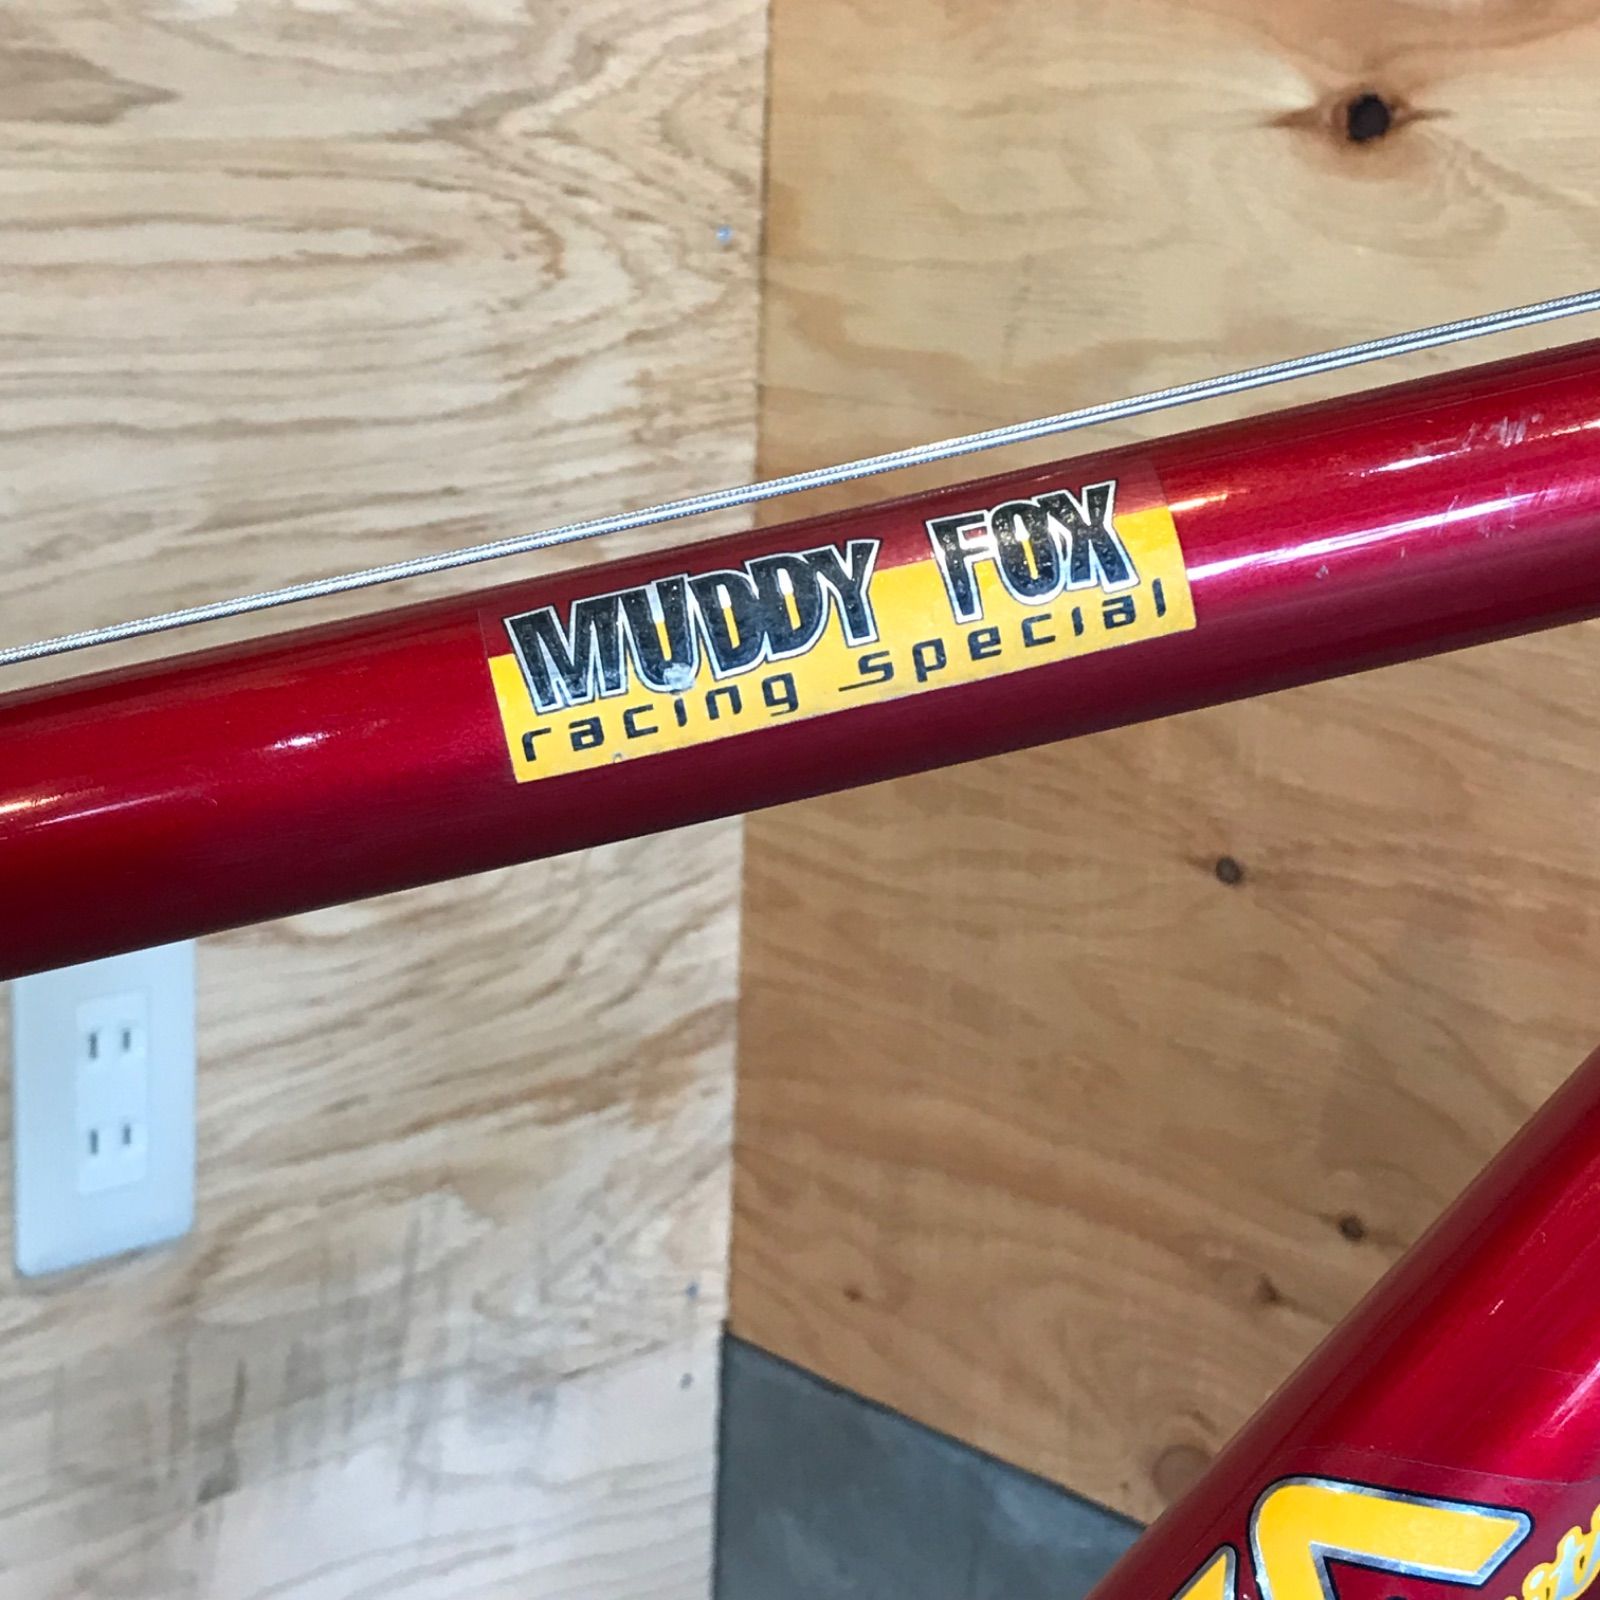 MUDDY FOX
racing special